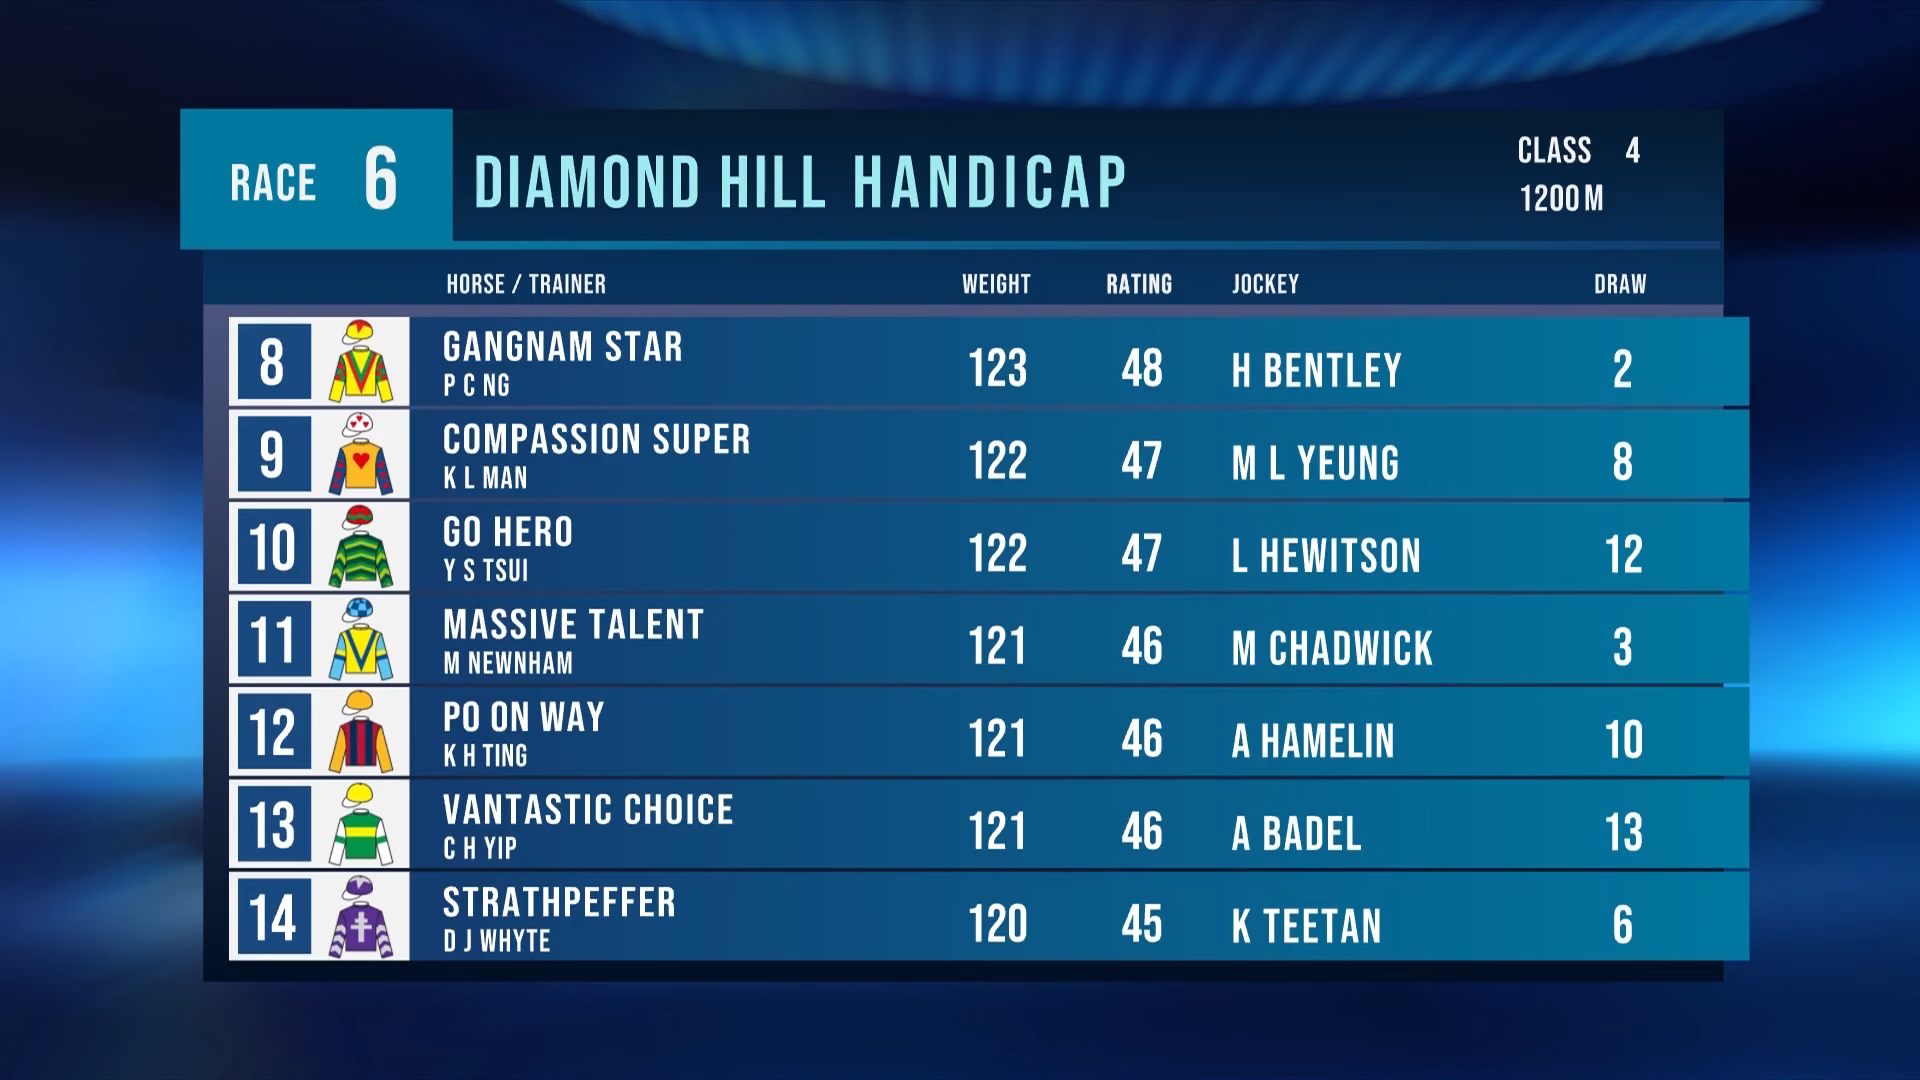 RACE 6 DIAMOND HILL HANDICAP
CLASS 4
1200 M
HORSE / TRAINER WEIGHT RATING JOCKEY DRAW
8 GANGNAM STAR 123 48 H BENTLEY 2
P C NG
9 COMPASSION SUPER 122 47 M L YEUNG 8
K L MAN
10 GO HERO 122 47 L HEWITSON 12
Y S TSUI
11 MASSIVE TALENT 121 46 M CHADWICK 3
M NEWNHAM
12 PO ON WAY 121 46 A HAMELIN 10
K H TING
13 VANTASTIC CHOICE 121 46 A BADEL 13
C H YIP
14 STRATHPEFFER 120 45 K TEETAN 6
D J WHYTE